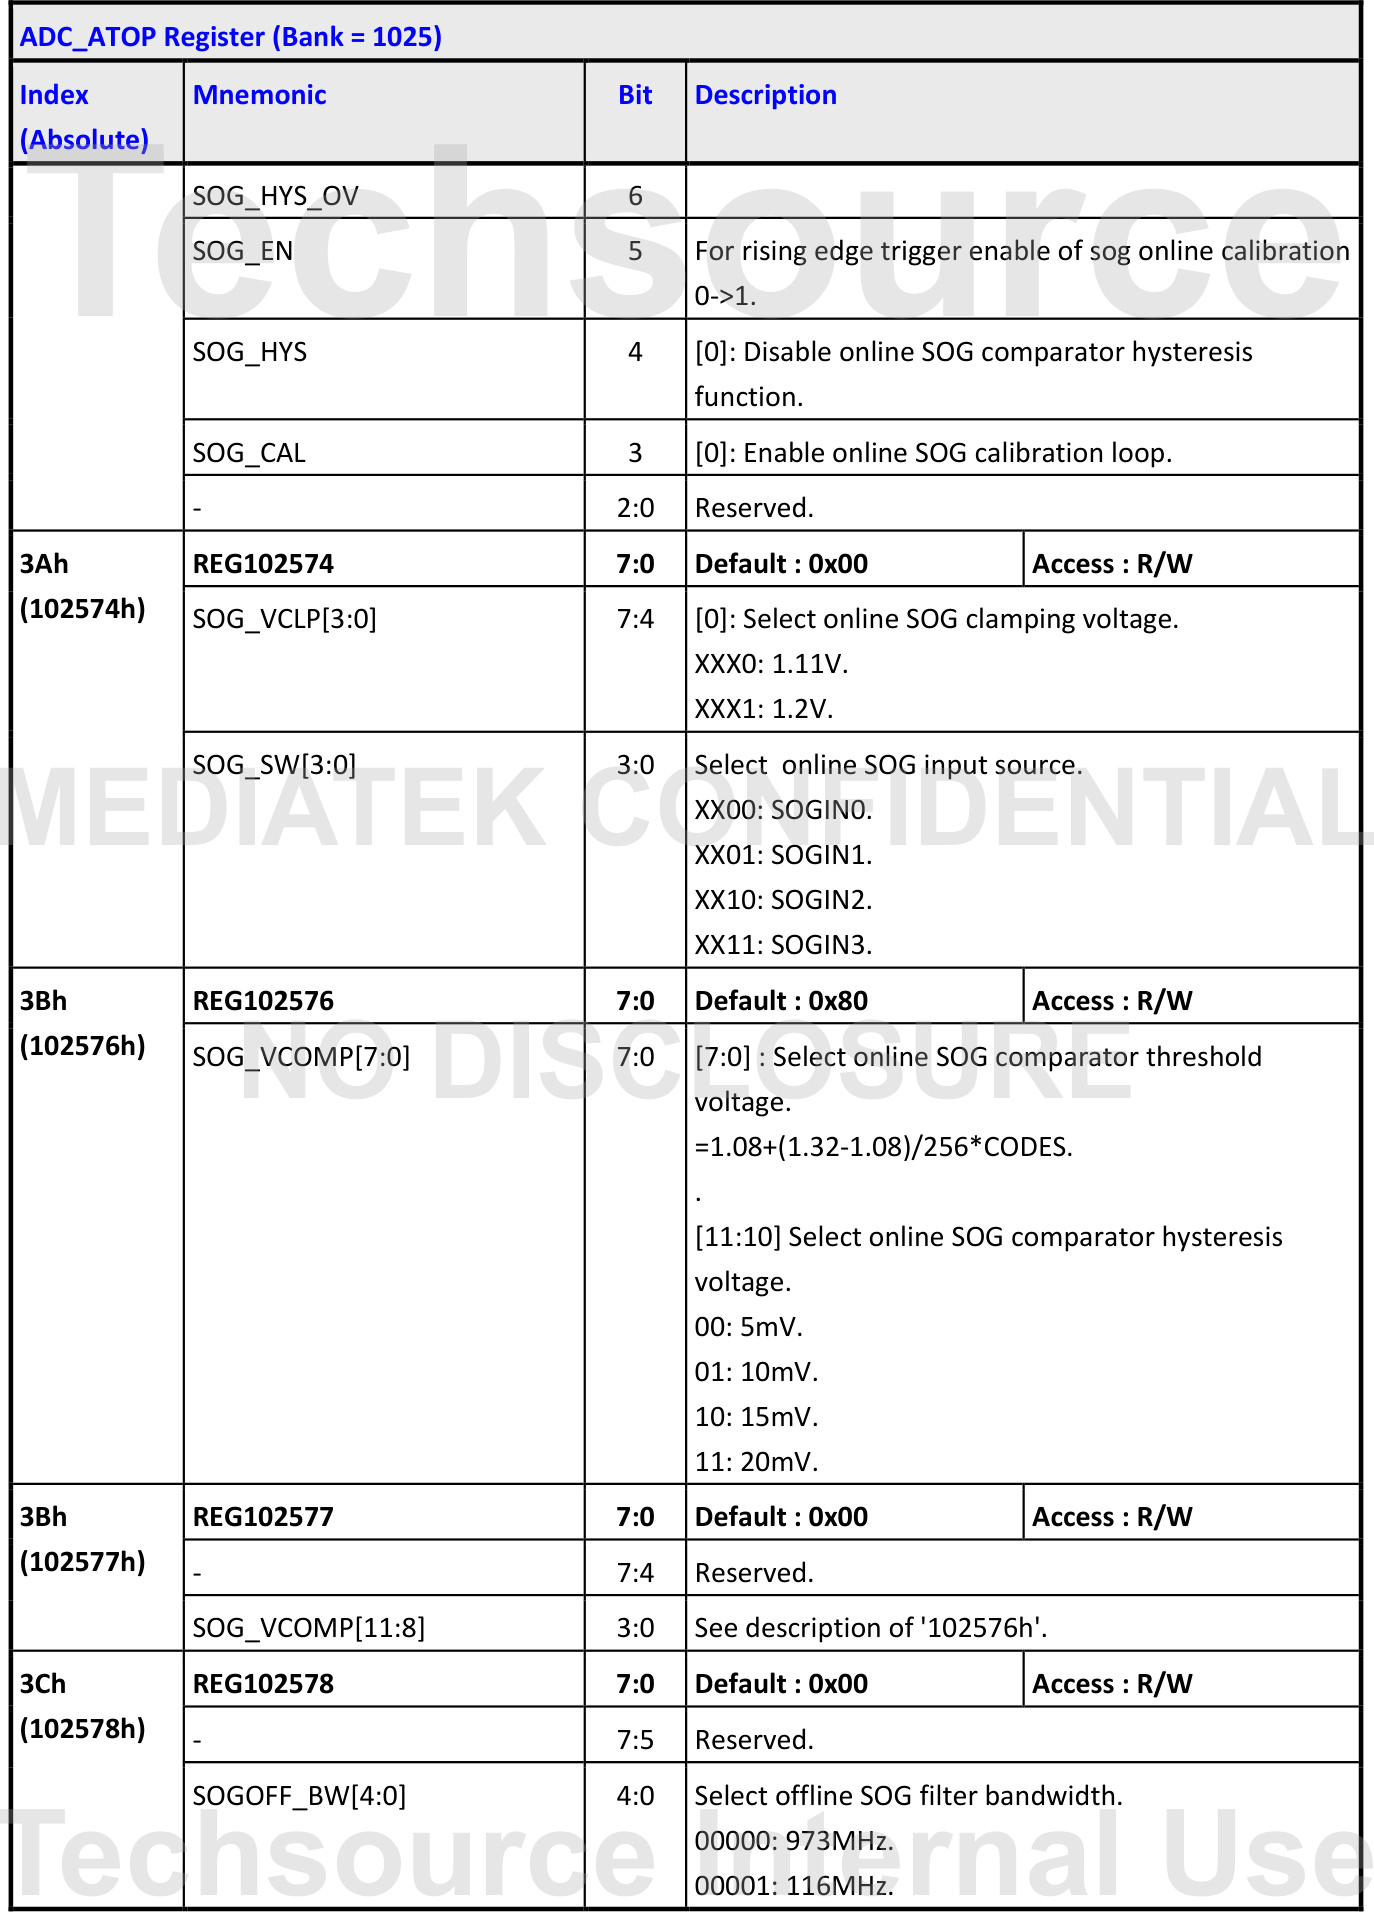 ADC_ATOP Register (Bank = 1025)
Index (Absolute) Mnemonic Bit Description
SOG_HYS_OV 6
SOG_EN 5 For rising edge trigger enable of sog online calibration
0->1.
SOG_HYS 4 [0]: Disable online SOG comparator hysteresis
function.
SOG_CAL 3 [0]: Enable online SOG calibration loop.
- 2:0 Reserved.
3Ah REG102574 7:0 Default : 0x00 Access : R/W
(102574h) SOG_VCLP[3:0] 7:4 [0]: Select online SOG clamping voltage.
XXX0: 1.11V.
XXX1: 1.2V.
SOG_SW[3:0] 3:0 Select  online SOG input source.
XX00: SOGIN0.
XX01: SOGIN1.
XX10: SOGIN2.
XX11: SOGIN3.
3Bh REG102576 7:0 Default : 0x80 Access : R/W
(102576h) SOG_VCOMP[7:0] 7:0 [7:0] : Select online SOG comparator threshold
voltage.
=1.08+(1.32-1.08)/256*CODES.
.
[11:10] Select online SOG comparator hysteresis
voltage.
00: 5mV.
01: 10mV.
10: 15mV.
11: 20mV.
3Bh REG102577 7:0 Default : 0x00 Access : R/W
(102577h) - 7:4 Reserved.
SOG_VCOMP[11:8] 3:0 See description of '102576h'.
3Ch REG102578 7:0 Default : 0x00 Access : R/W
(102578h) - 7:5 Reserved.
SOGOFF_BW[4:0] 4:0 Select offline SOG filter bandwidth.
00000: 973MHz.
00001: 116MHz.
Techsource
MEDIATEK CONFIDENTIAL
NO DISCLOSURE
Techsource Internal Use